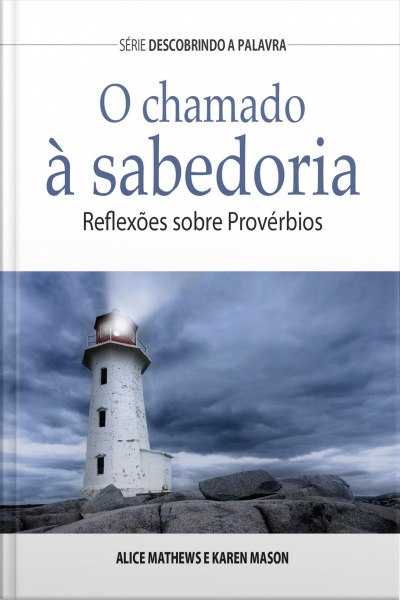 SÉRIE DESCOBRINDO A PALAVRA
O chamado
à sabedoria
Reflexões sobre Provérbios
ALICE MATHEWS E KAREN MASON